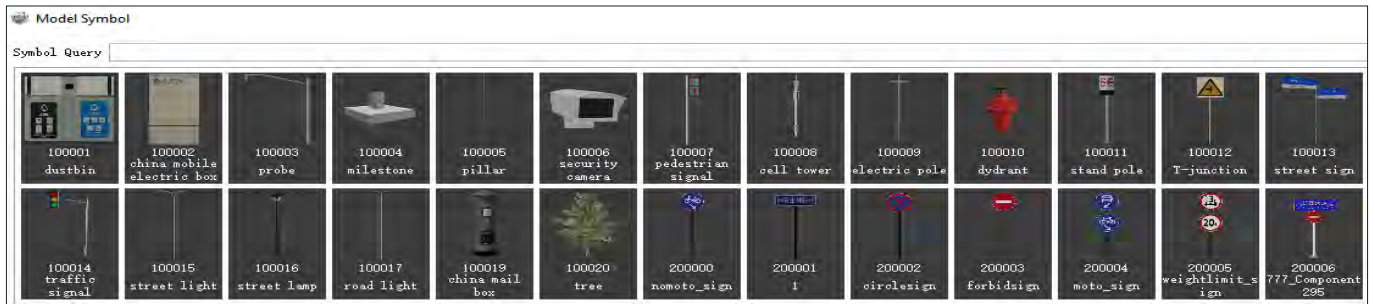 Model Symbol
Symbol Query
100001
dustbin
100002
china mobile
electric box
100003
probe
100004
milestone
100005
pillar
100006
security
camera
100007
pedestrian
signal
100008
cell tower
100009
electric pole
100010
dydrant
100011
stand pole
100012
T-junction
100013
street sign
100014
traffic
signal
100015
street light
100016
street lamp
100017
road light
100019
china mail
box
100020
tree
200000
nomoto_sign
200001
1
200002
circlesign
200003
forbidsign
200004
moto_sign
200005
weightlimit_s
ign
200006
777_Component
295